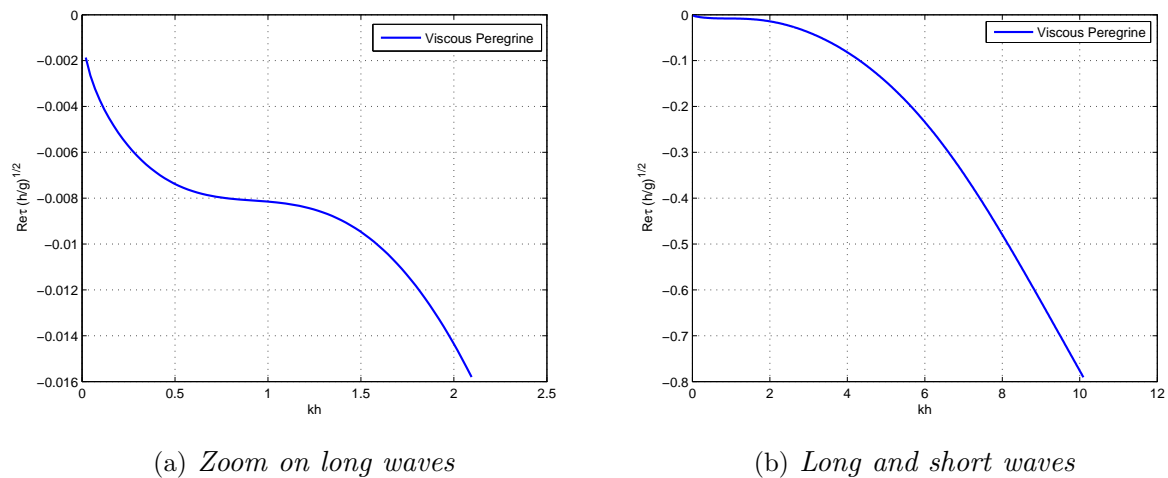 0
−0.002
−0.004
−0.006
−0.008
−0.01
−0.012
−0.014
−0.016
0 0.5 1 1.5 2 2.5
kh
Reτ (h/g)^1/2
Viscous Peregrine
(a) Zoom on long waves
0
−0.1
−0.2
−0.3
−0.4
−0.5
−0.6
−0.7
−0.8
0 2 4 6 8 10 12
kh
Reτ (h/g)^1/2
Viscous Peregrine
(b) Long and short waves